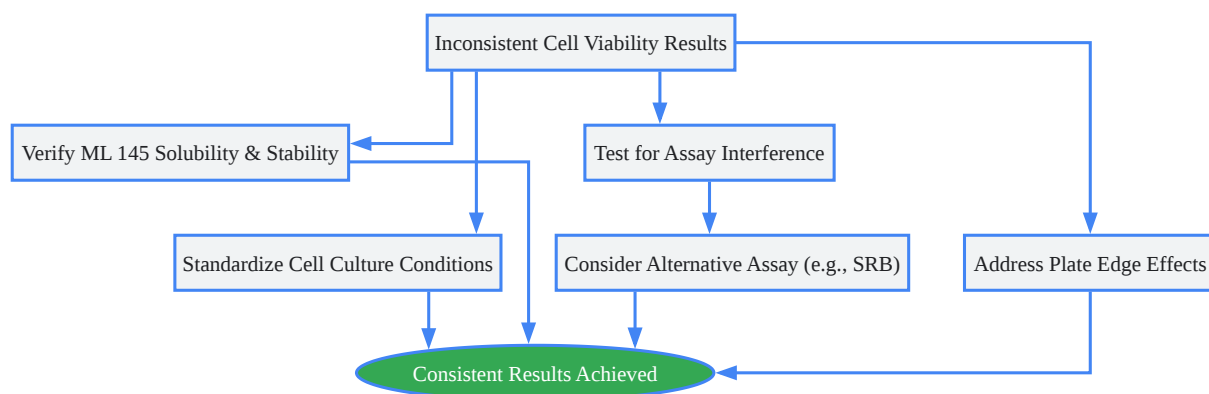 Inconsistent Cell Viability Results
Verify ML 145 Solubility & Stability
Test for Assay Interference
Standardize Cell Culture Conditions
Consider Alternative Assay (e.g., SRB)
Address Plate Edge Effects
Consistent Results Achieved